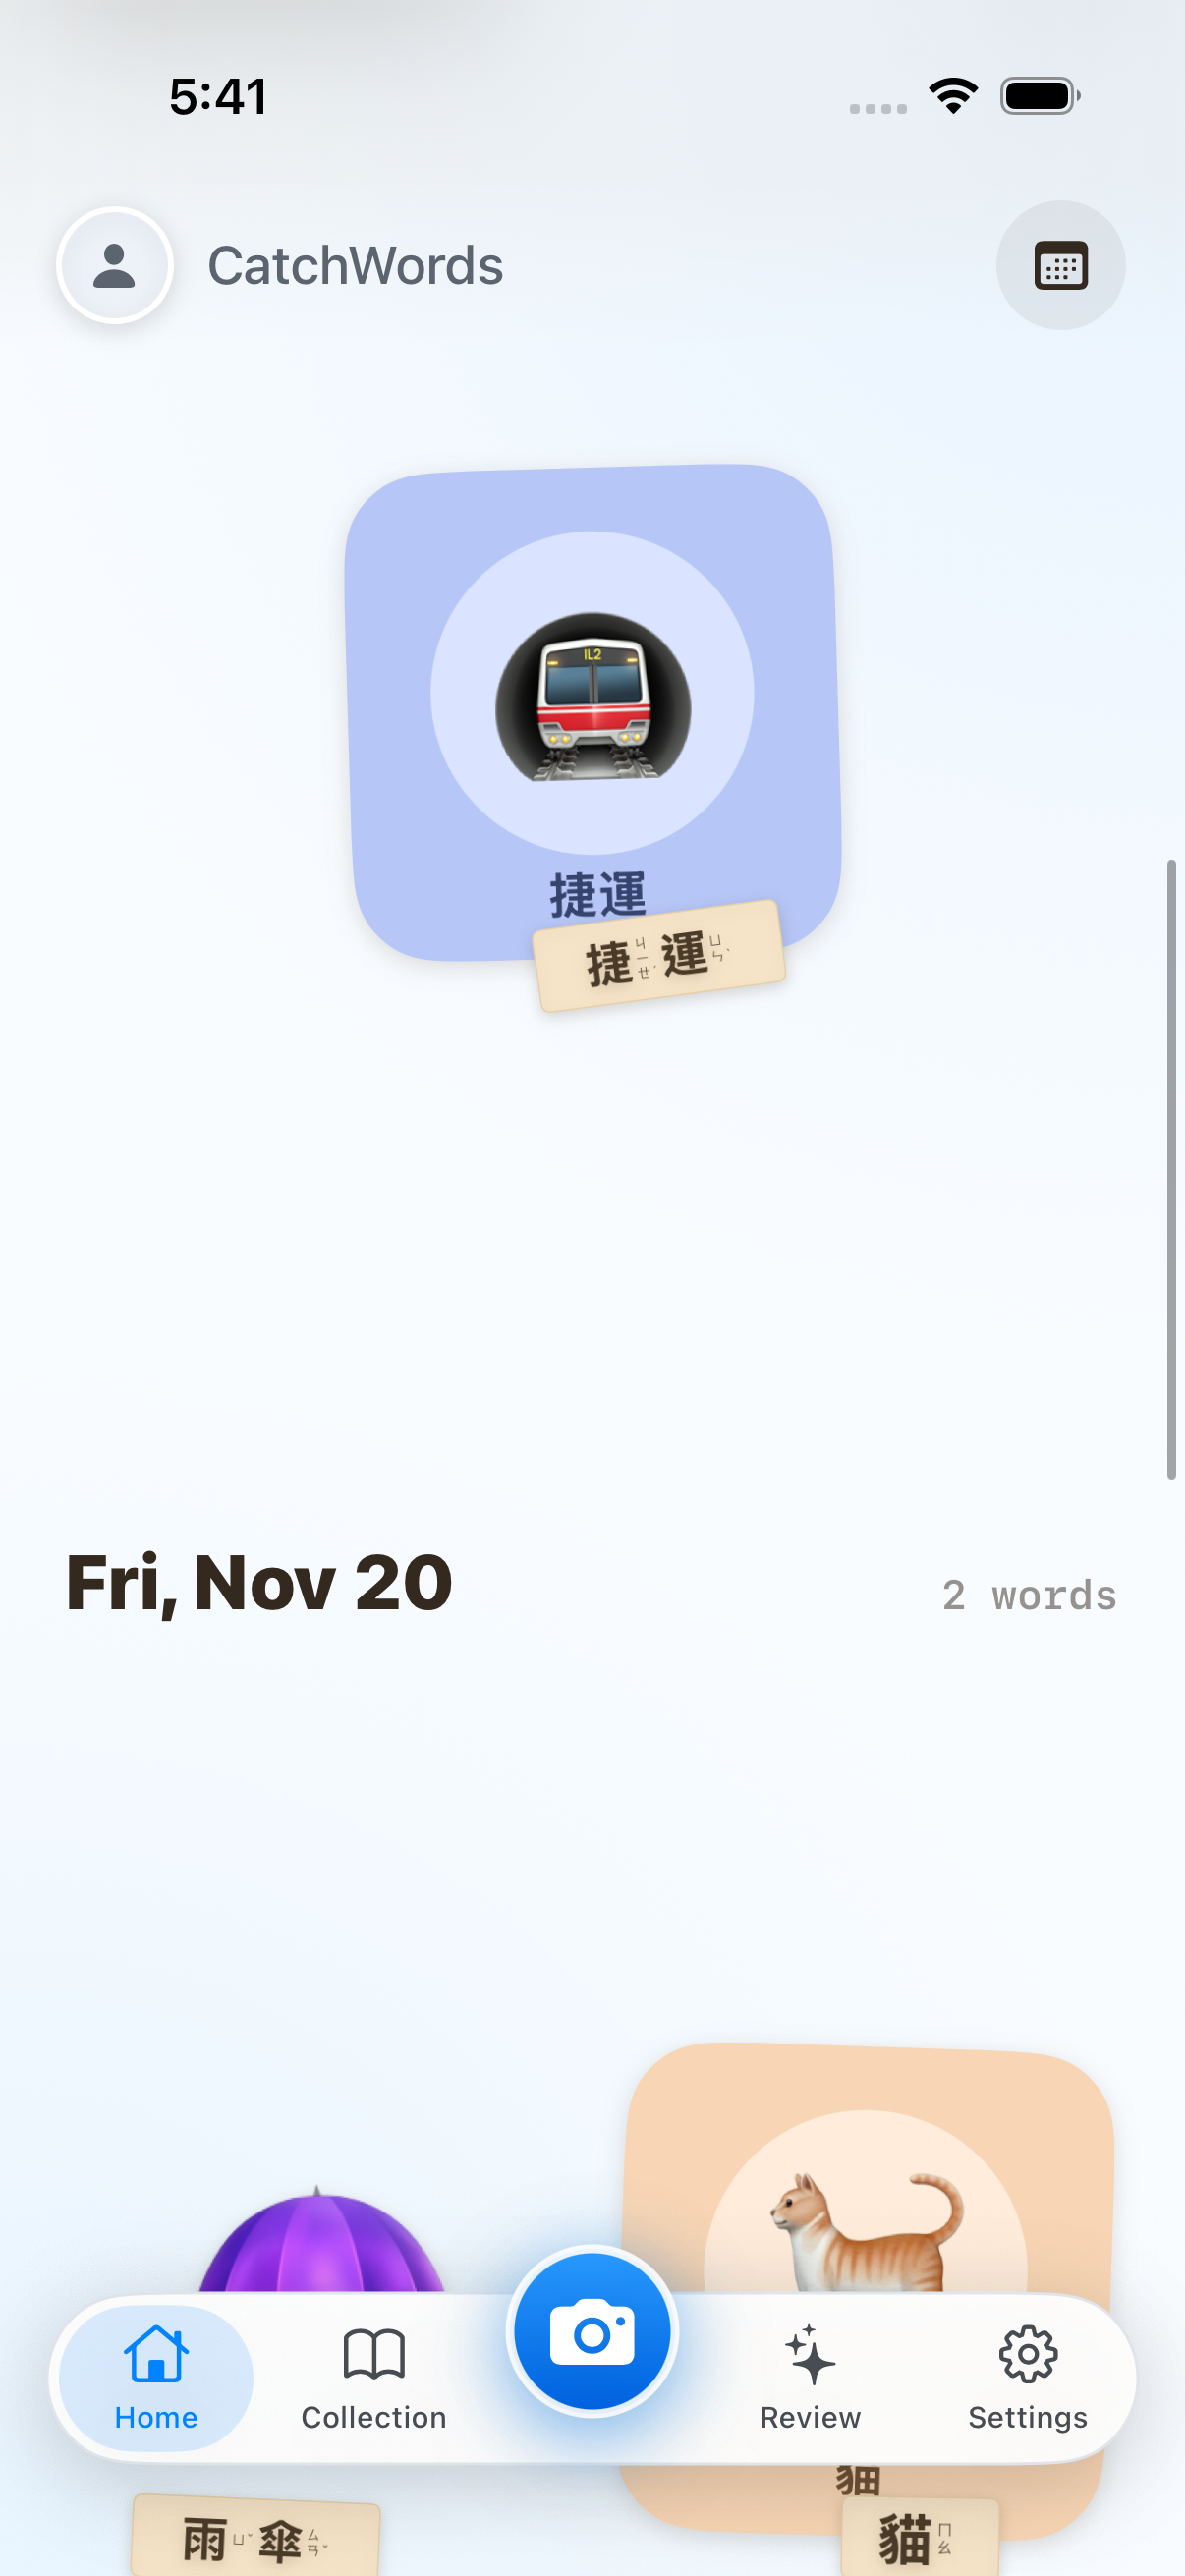 5:41
CatchWords
IL2
捷運
捷ㄐㄧㄝˊ運ㄩㄣˋ
Fri, Nov 20
2 words
Home
Collection
Review
Settings
貓
雨ㄩˇ傘ㄙㄢˇ
貓ㄇㄠ